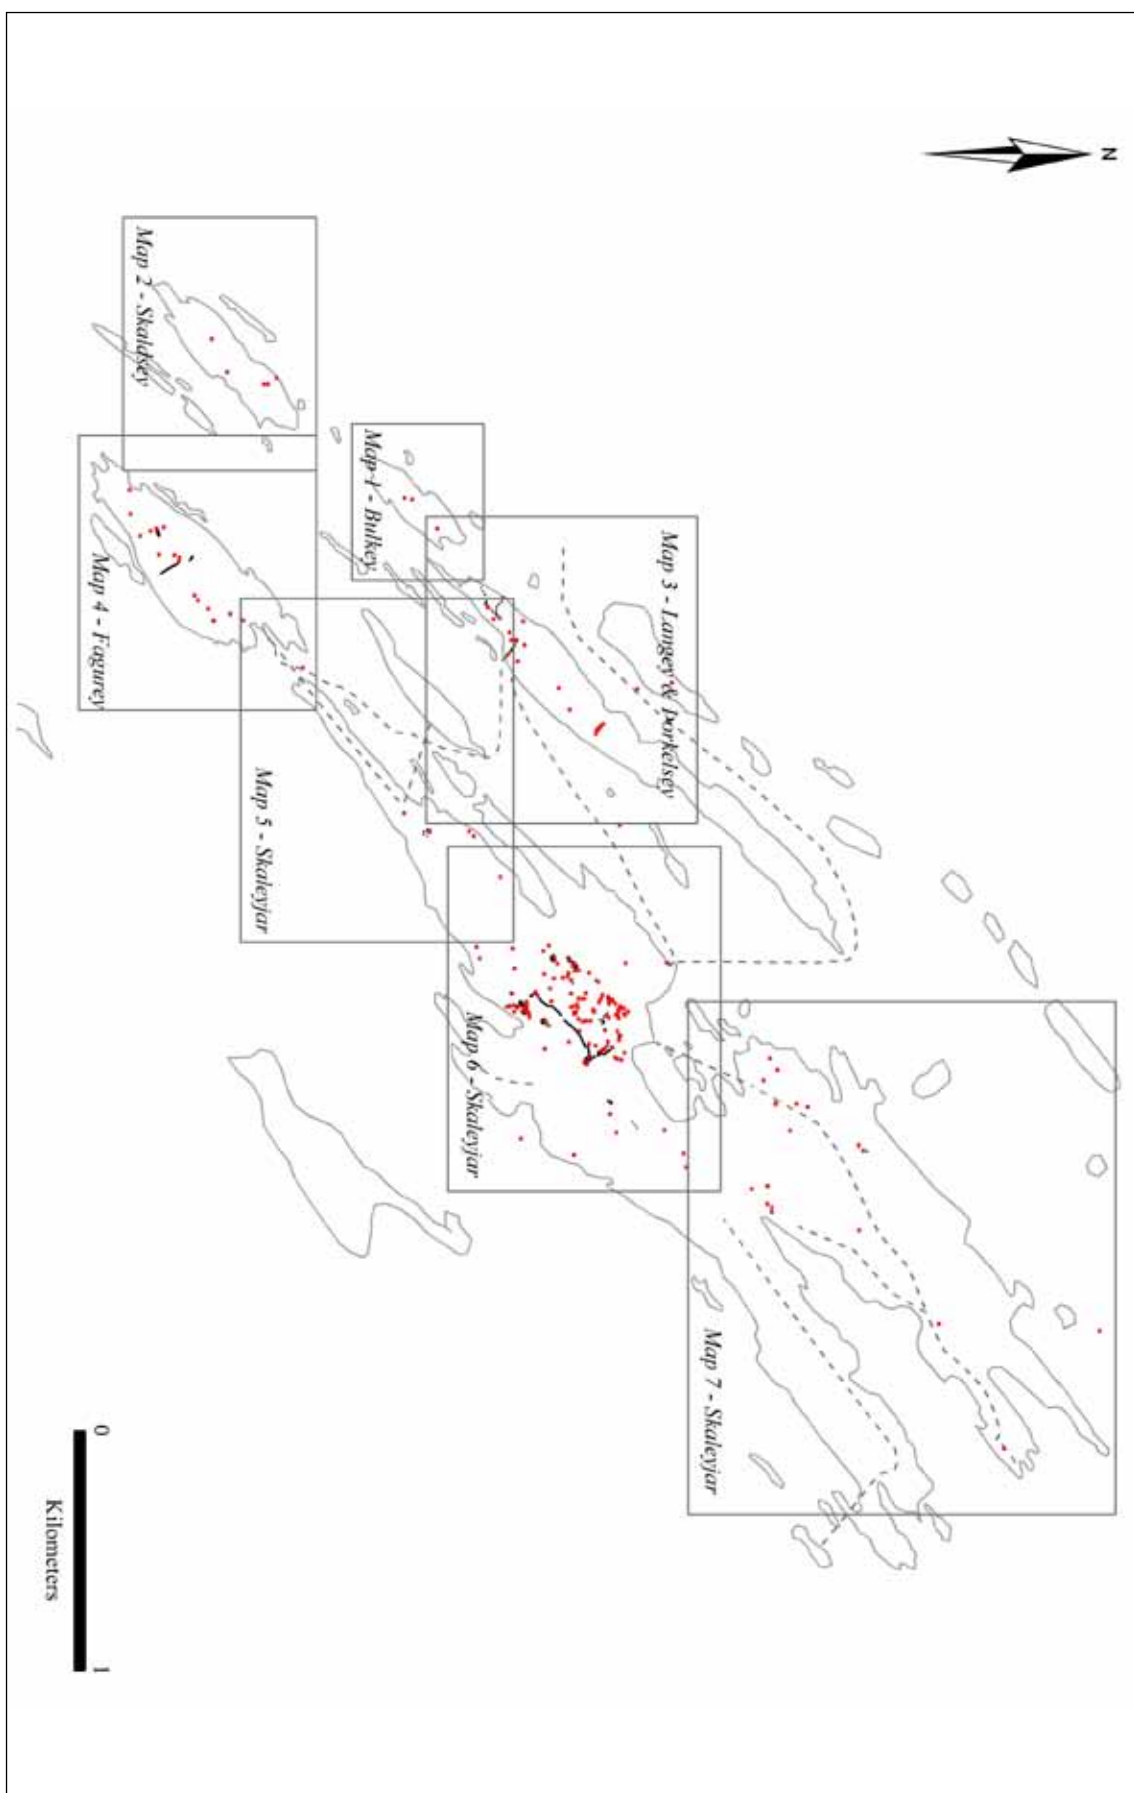 N
Map 2 - Skaldsey
Map 1 - Bulkey
Map 3 - Langey & Þorkelsey
Map 4 - Fagurey
Map 5 - Skaleyjar
Map 6 - Skaleyjar
Map 7 - Skaleyjar
0 1
Kilometers